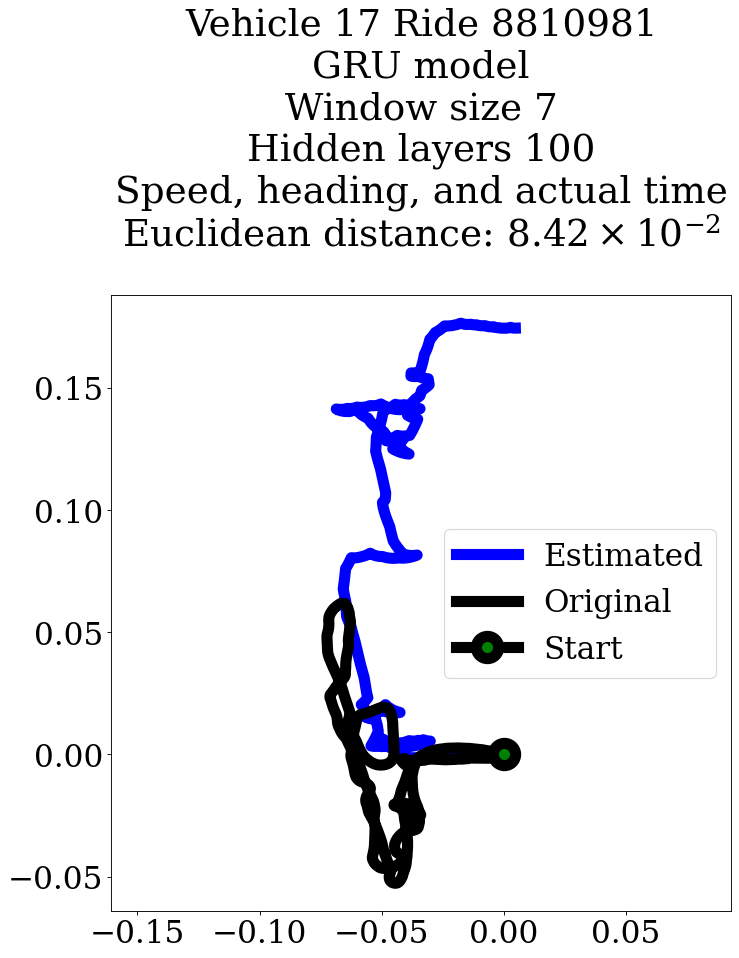 Vehicle 17 Ride 8810981
GRU model
Window size 7
Hidden layers 100
Speed, heading, and actual time
Euclidean distance: 8.42 × 10⁻²
0.15
0.10
0.05
0.00
−0.05
Estimated
Original
Start
−0.15 −0.10 −0.05 0.00 0.05